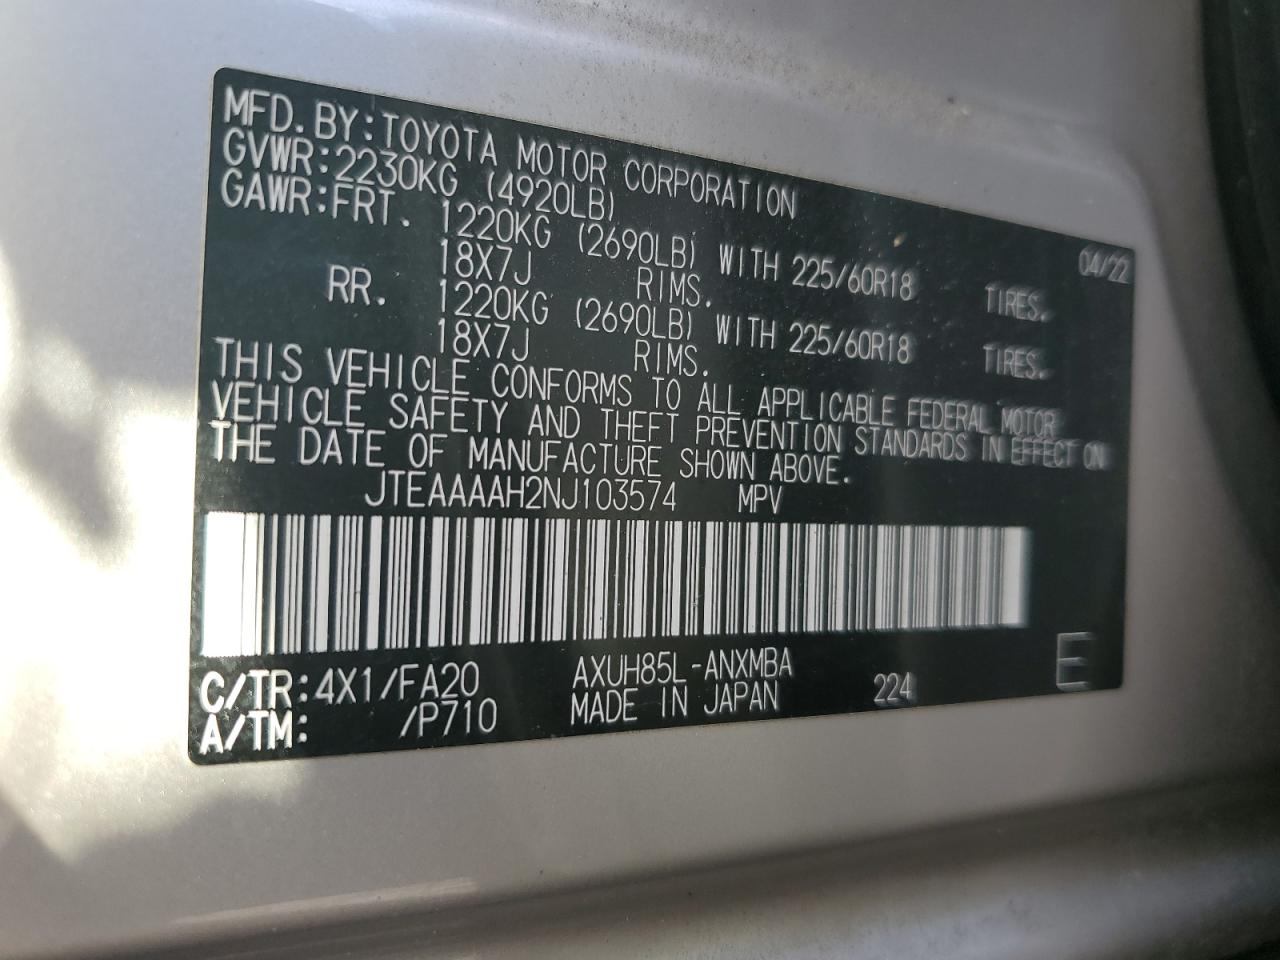 MFD. BY: TOYOTA MOTOR CORPORATION 04/22
GVWR: 2230KG (4920LB)
GAWR: FRT. 1220KG (2690LB) WITH 225/60R18 TIRES.
18X7J RIMS.
RR. 1220KG (2690LB) WITH 225/60R18 TIRES.
18X7J RIMS.
THIS VEHICLE CONFORMS TO ALL APPLICABLE FEDERAL MOTOR
VEHICLE SAFETY AND THEFT PREVENTION STANDARDS IN EFFECT ON
THE DATE OF MANUFACTURE SHOWN ABOVE.
JTEAAAAH2NJ103574 MPV
C/TR: 4X1/FA20 AXUH85L-ANXMBA
A/TM: /P710 MADE IN JAPAN 224 E